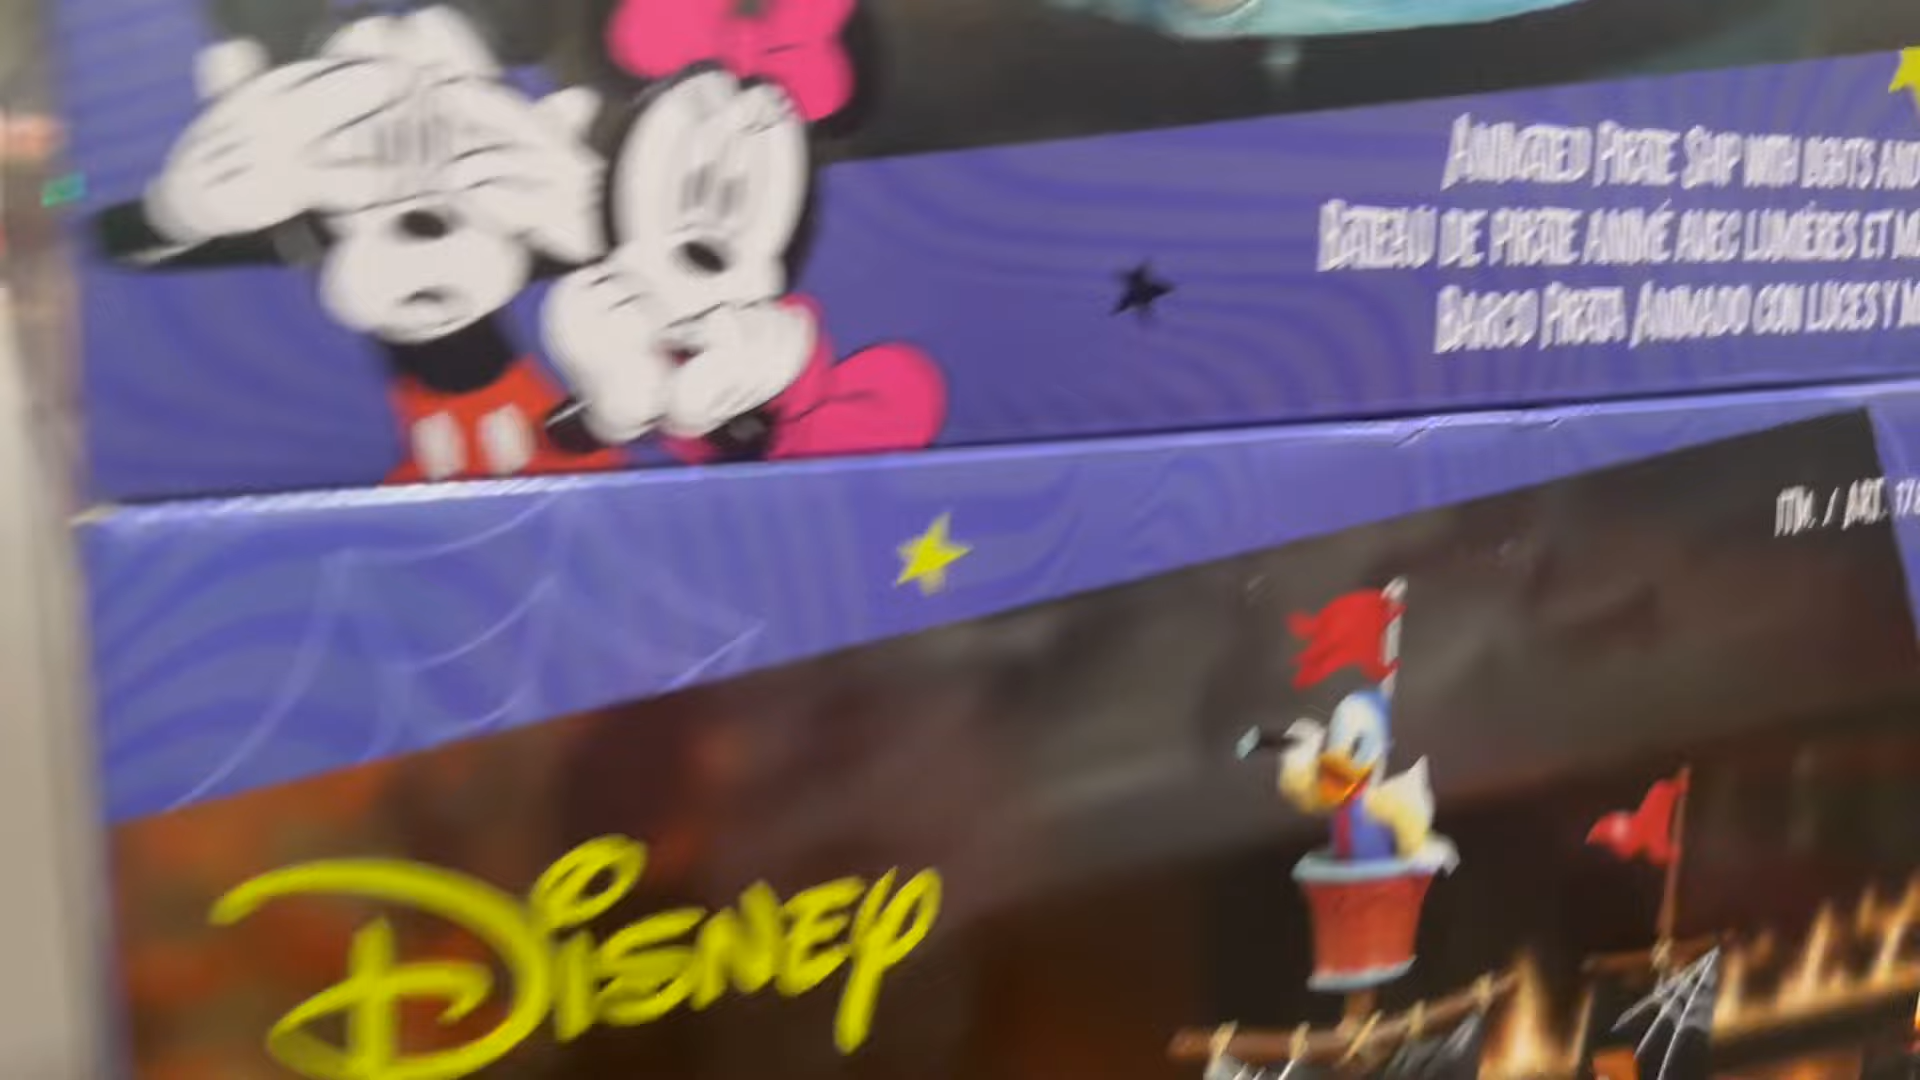 ANIMATED PIRATE SHIP WITH LIGHTS AND
BATEAU DE PIRATE ANIMÉ AVEC LUMIÈRES ET M
BARCO PIRATA ANIMADO CON LUCES Y M
ITM. / ART. 17
DISNEY